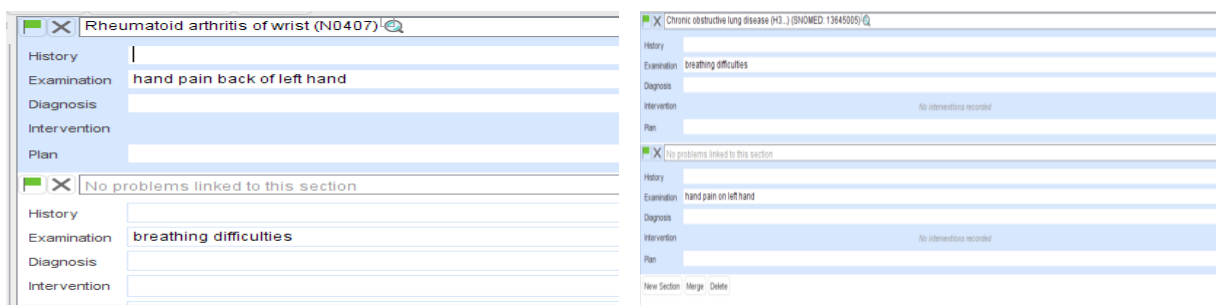 Rheumatoid arthritis of wrist (N0407)
History
Examination hand pain back of left hand
Diagnosis
Intervention
Plan
No problems linked to this section
History
Examination breathing difficulties
Diagnosis
Intervention
Chronic obstructive lung disease (H3...) (SNOMED: 13645005)
History
Examination breathing difficulties
Diagnosis
Intervention No interventions recorded
Plan
No problems linked to this section
History
Examination hand pain on left hand
Diagnosis
Intervention No interventions recorded
Plan
New Section Merge Delete